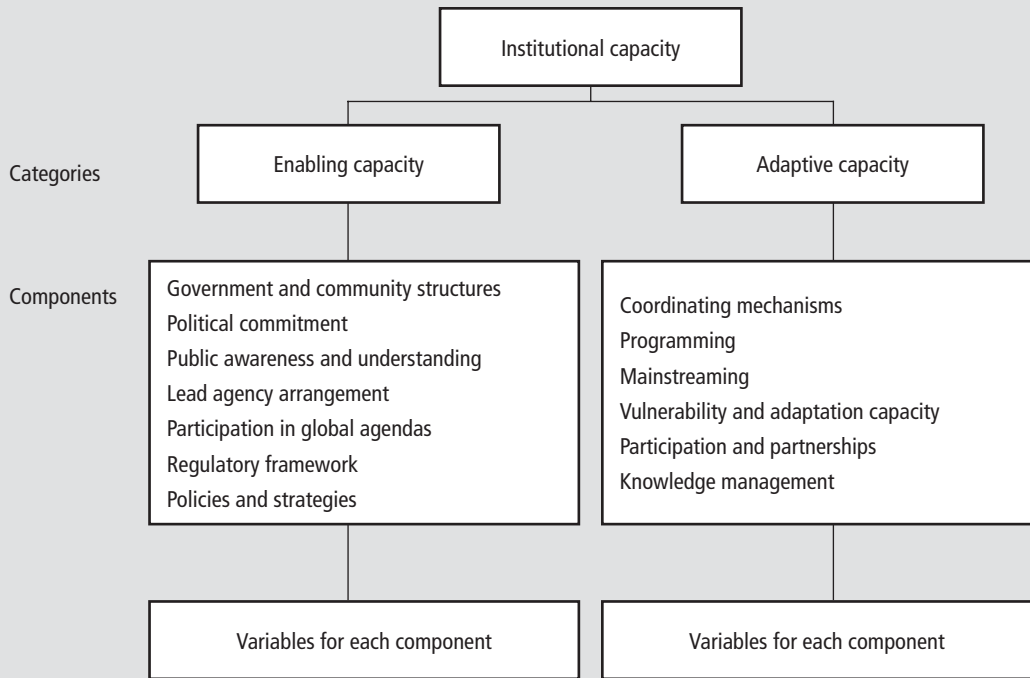 Institutional capacity
Categories
Enabling capacity
Adaptive capacity
Components
Government and community structures
Political commitment
Public awareness and understanding
Lead agency arrangement
Participation in global agendas
Regulatory framework
Policies and strategies
Coordinating mechanisms
Programming
Mainstreaming
Vulnerability and adaptation capacity
Participation and partnerships
Knowledge management
Variables for each component
Variables for each component